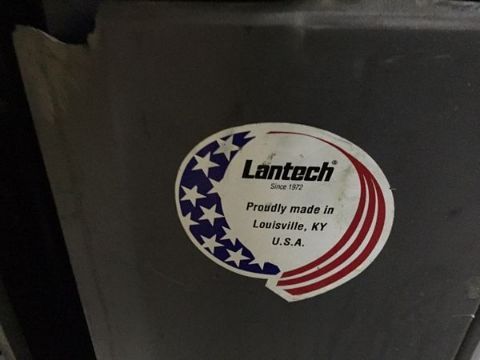 Lantech®
Since 1972
Proudly made in
Louisville, KY
U.S.A.